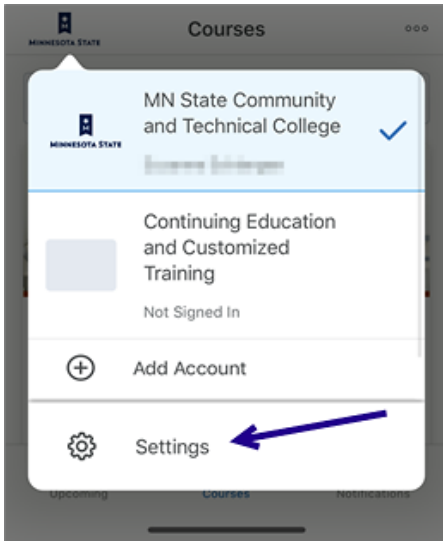 MINNESOTA STATE
Courses
MN State Community
and Technical College
MINNESOTA STATE
Continuing Education
and Customized
Training
Not Signed In
Add Account
Settings
Upcoming
Courses
Notifications